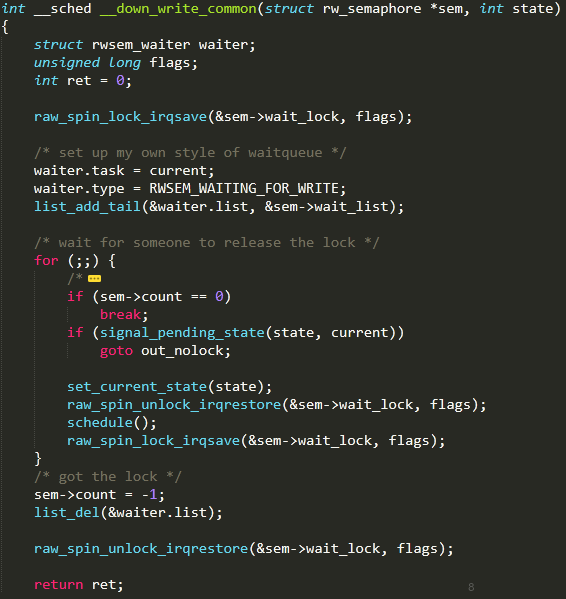 int __sched __down_write_common(struct rw_semaphore *sem, int state)
{
struct rwsem_waiter waiter;
unsigned long flags;
int ret = 0;
raw_spin_lock_irqsave(&sem->wait_lock, flags);
/* set up my own style of waitqueue */
waiter.task = current;
waiter.type = RWSEM_WAITING_FOR_WRITE;
list_add_tail(&waiter.list, &sem->wait_list);
/* wait for someone to release the lock */
for (;;) {
/*
if (sem->count == 0)
break;
if (signal_pending_state(state, current))
goto out_nolock;
set_current_state(state);
raw_spin_unlock_irqrestore(&sem->wait_lock, flags);
schedule();
raw_spin_lock_irqsave(&sem->wait_lock, flags);
}
/* got the lock */
sem->count = -1;
list_del(&waiter.list);
raw_spin_unlock_irqrestore(&sem->wait_lock, flags);
return ret;
8